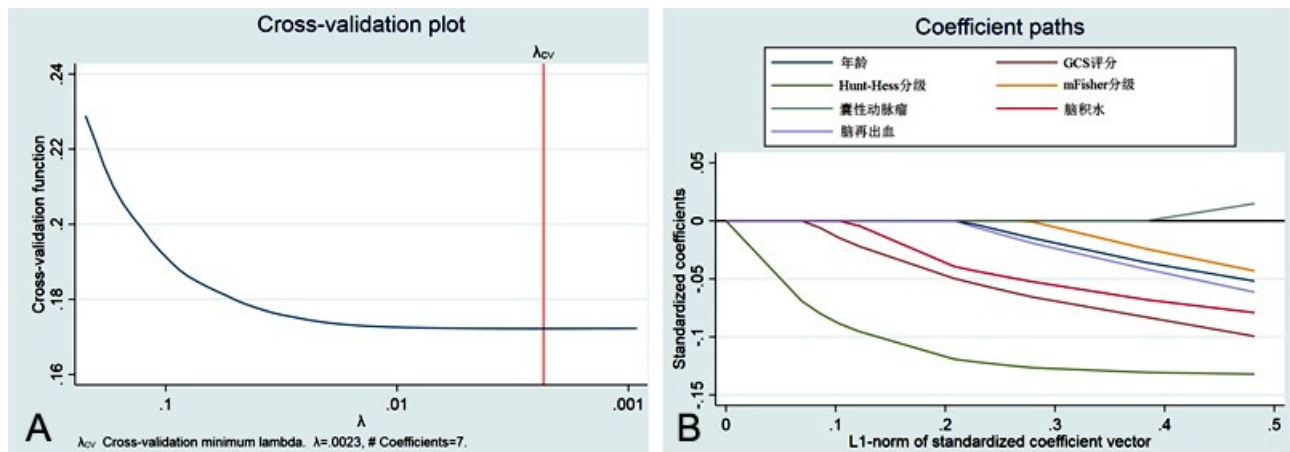 Cross-validation plot
λCV
Cross-validation function
.24
.22
.2
.18
.16
.1
.01
.001
λ
A
λCV Cross-validation minimum lambda. λ=.0023, # Coefficients=7.
Coefficient paths
年龄
GCS评分
Hunt-Hess分级
mFisher分级
囊性动脉瘤
脑积水
脑再出血
Standardized coefficients
.05
0
-.05
-.1
-.15
0
.1
.2
.3
.4
.5
L1-norm of standardized coefficient vector
B